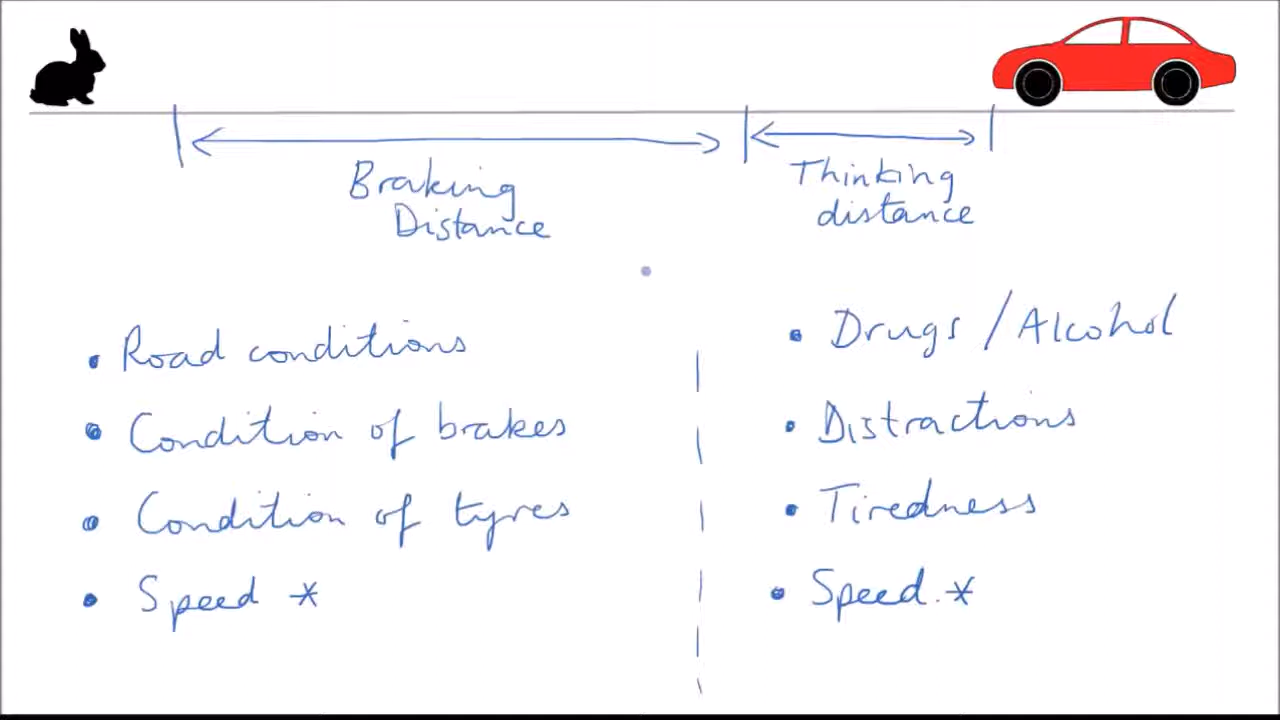 Braking
Distance
Thinking
distance
• Road conditions
• Condition of brakes
• Condition of tyres
• Speed *
• Drugs / Alcohol
• Distractions
• Tiredness
• Speed. *